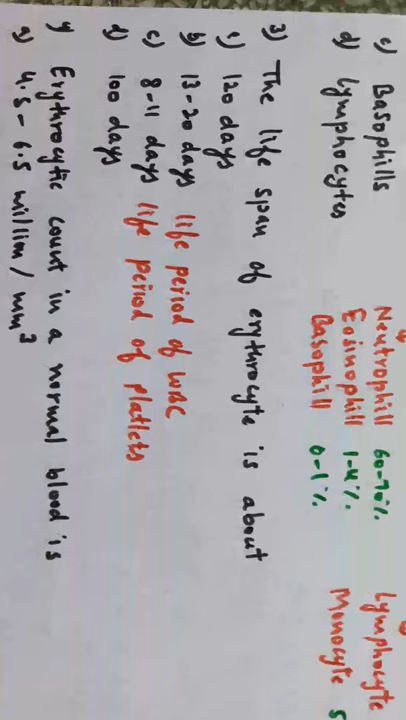 c) Basophills
d) Lymphocytes
Neutrophill 60-70%.
Eosinophill 1-4%.
Basophill 0-1%.
Lymphocyte
Monocyte 5
3) The life span of erythrocyte is about
120 days
b) 13-20 days life period of WBC
c) 8-11 days life period of platlets
d) 100 days
Erythrocytic count in a normal blood is
a) 4.5-6.5 million/mm³